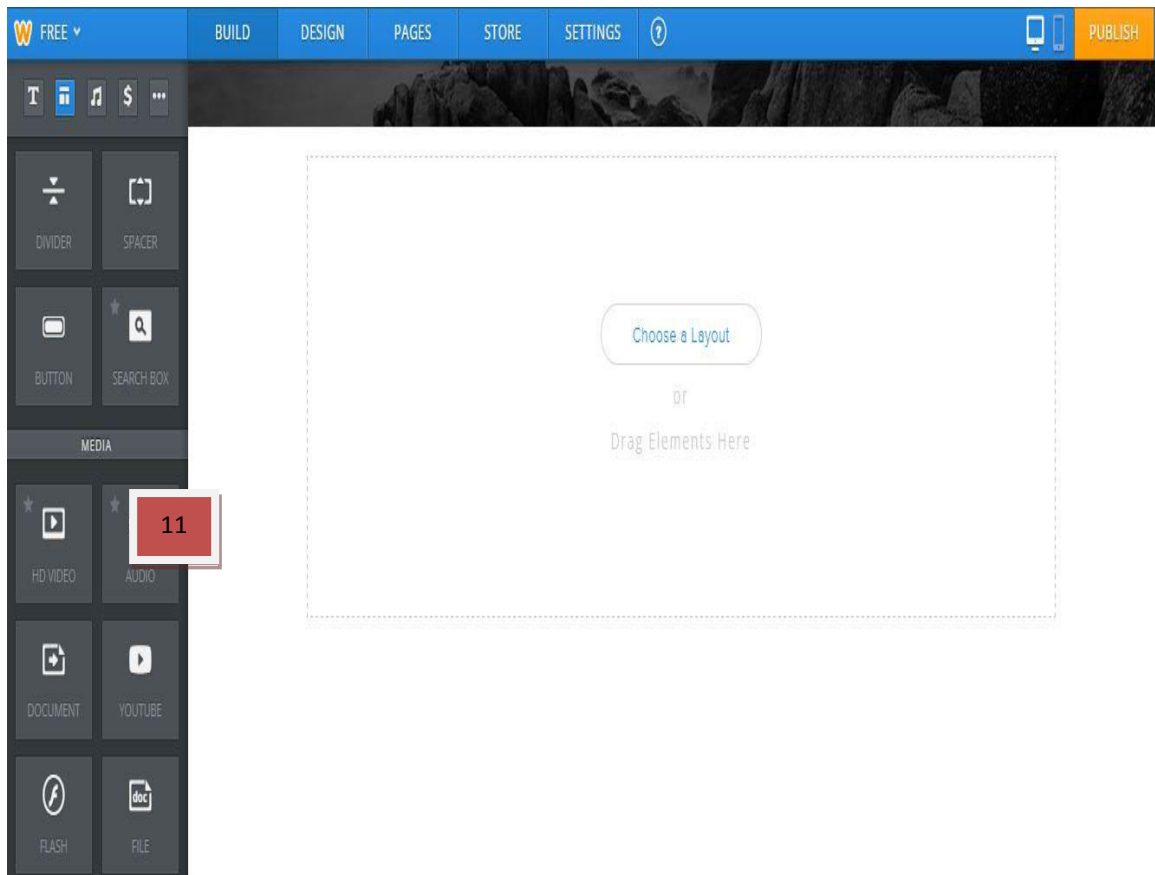 FREE BUILD DESIGN PAGES STORE SETTINGS ? PUBLISH
T $
DIVIDER SPACER
BUTTON SEARCH BOX
Choose a Layout
or
Drag Elements Here
MEDIA
11
HD VIDEO AUDIO
DOCUMENT YOUTUBE
doc
FLASH FILE